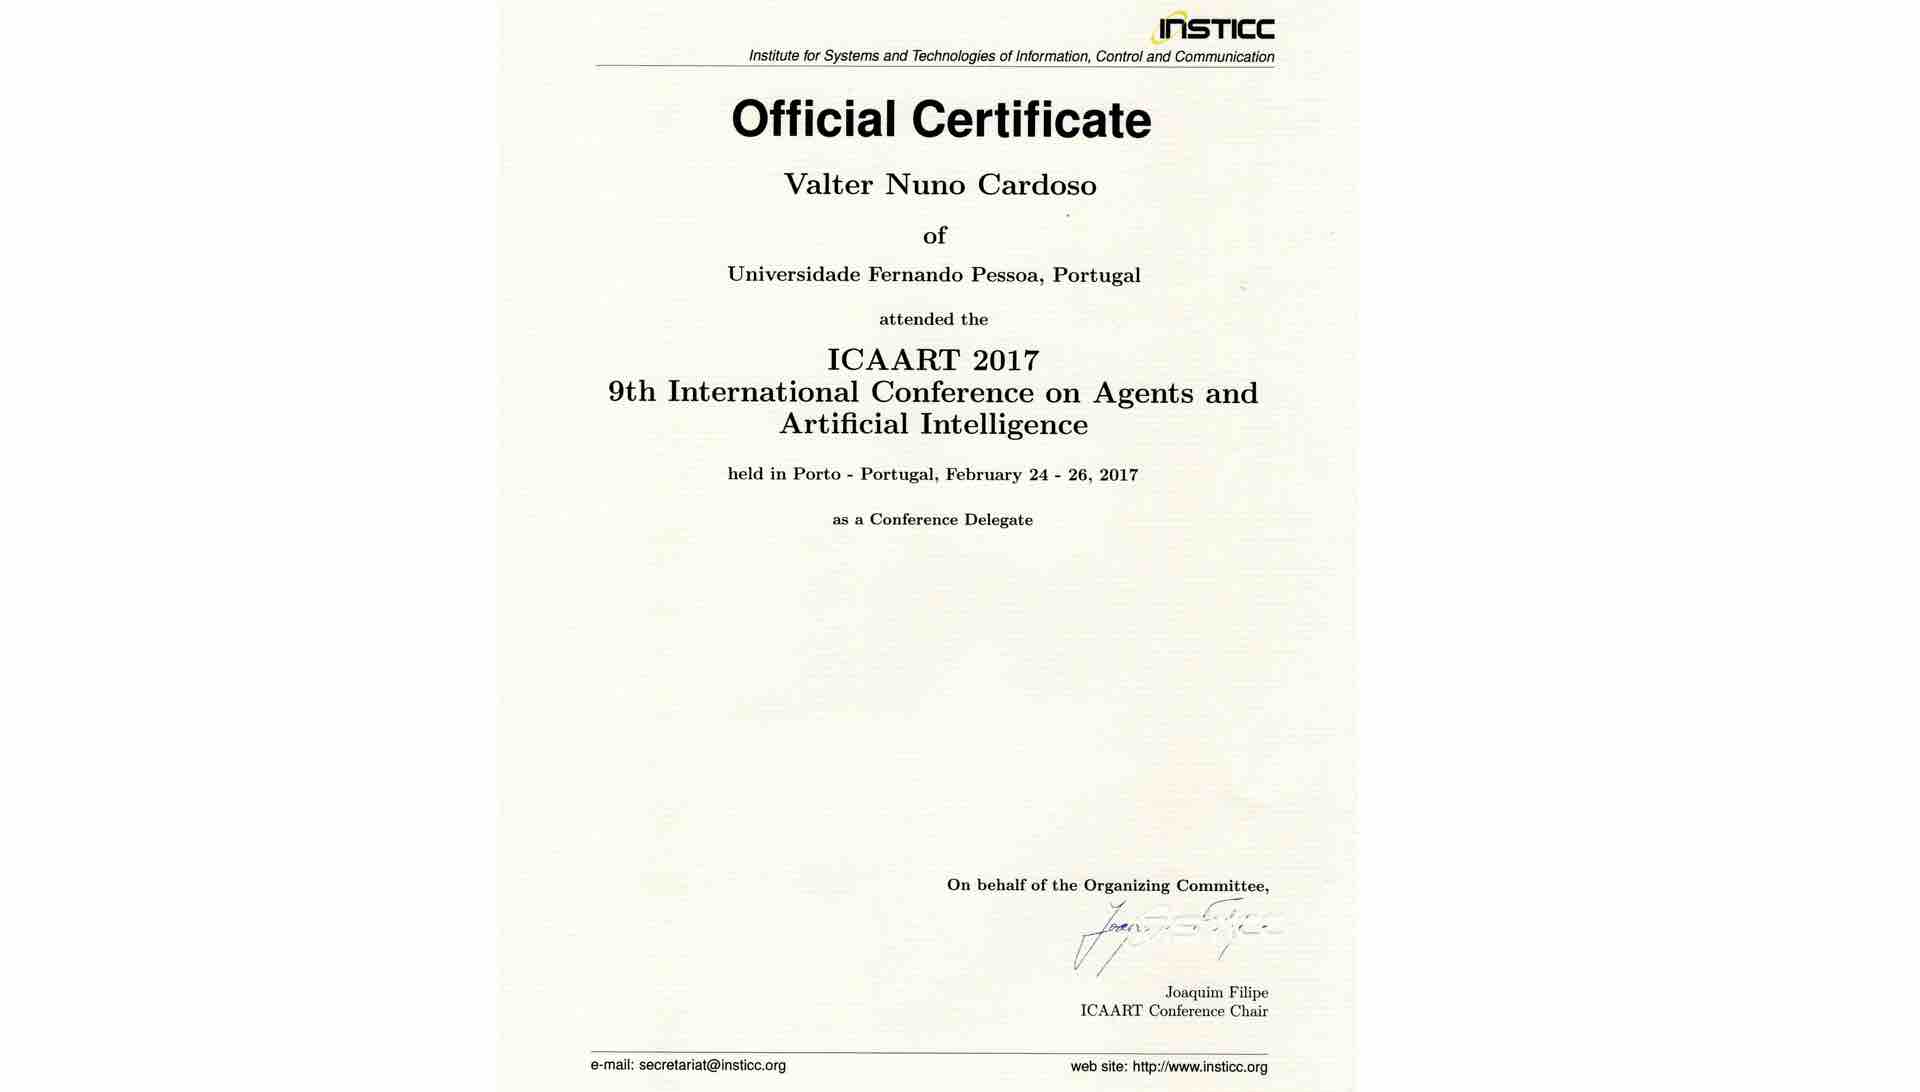 INSTICC
Institute for Systems and Technologies of Information, Control and Communication
Official Certificate
Valter Nuno Cardoso
of
Universidade Fernando Pessoa, Portugal
attended the
ICAART 2017
9th International Conference on Agents and
Artificial Intelligence
held in Porto - Portugal, February 24 - 26, 2017
as a Conference Delegate
On behalf of the Organizing Committee,
Joaquim Filipe
ICAART Conference Chair
e-mail: secretariat@insticc.org
web site: http://www.insticc.org